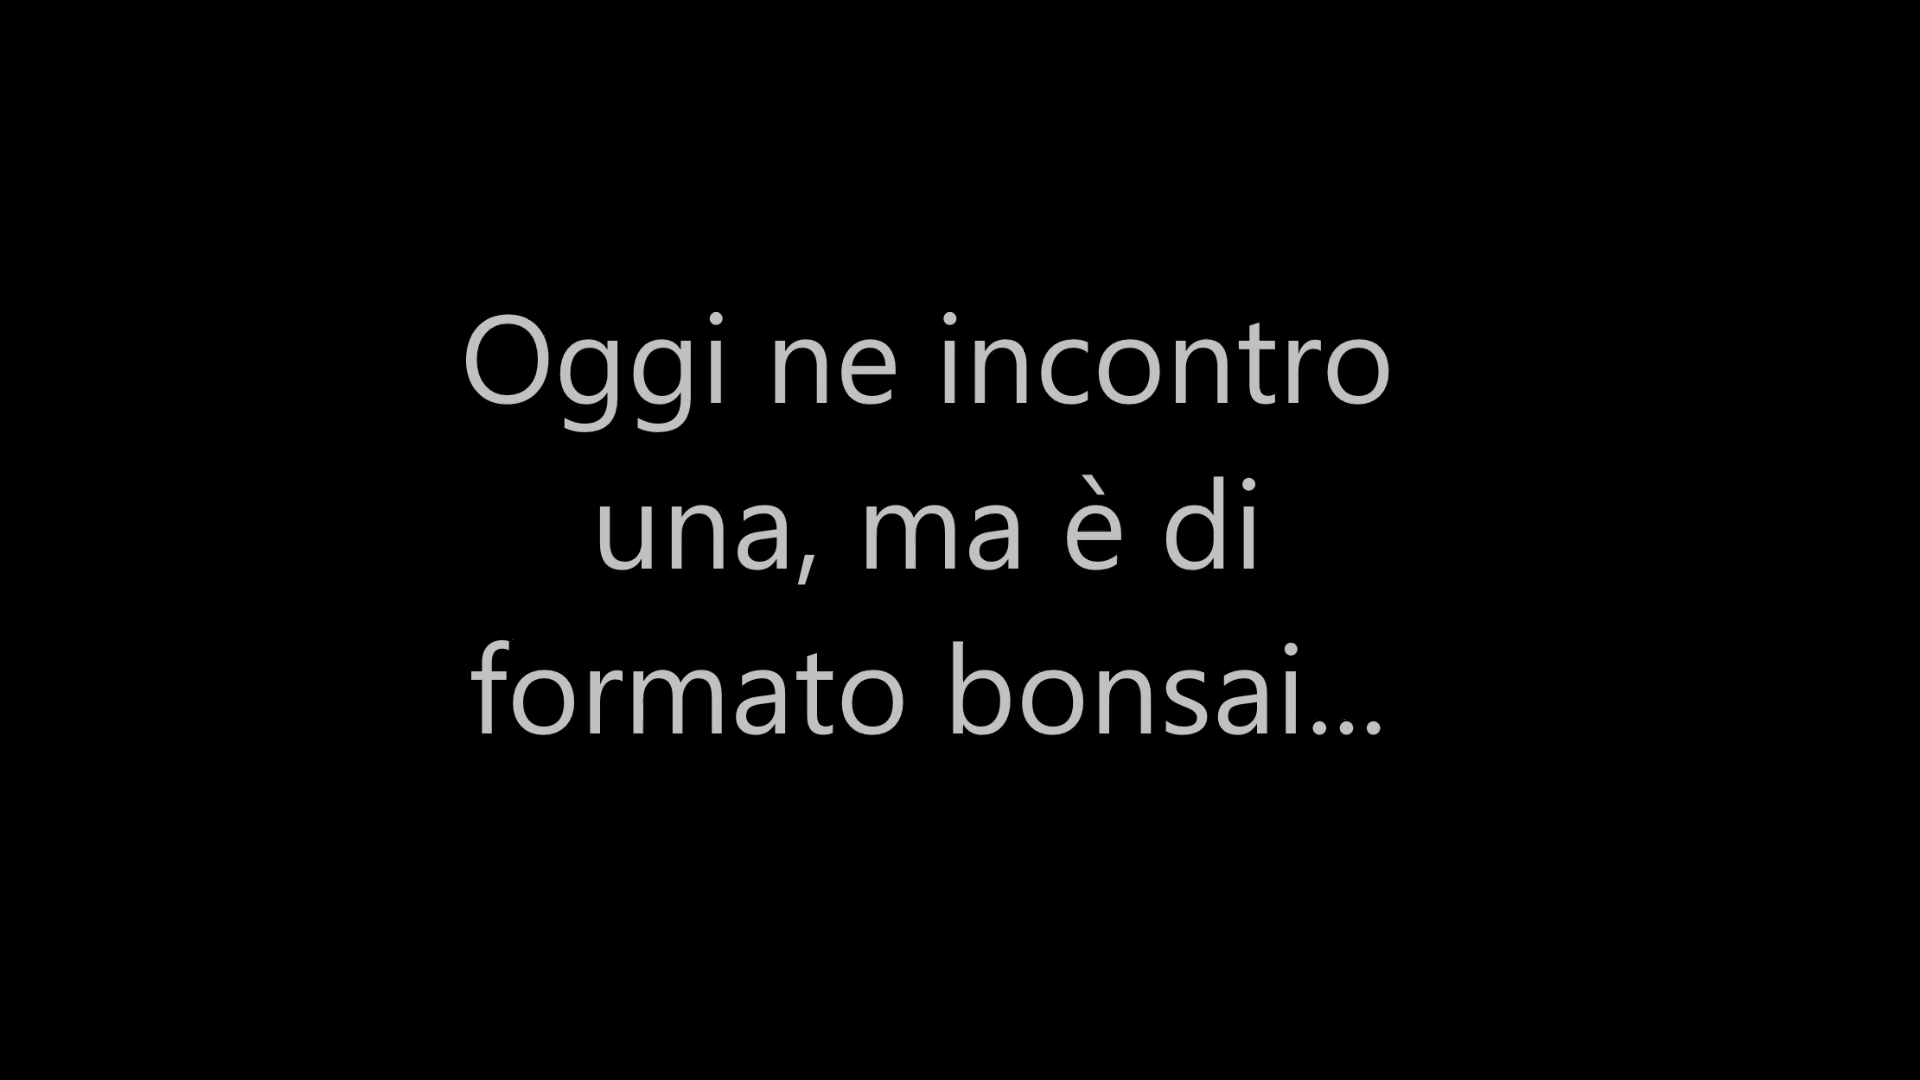 Oggi ne incontro
una, ma è di
formato bonsai...